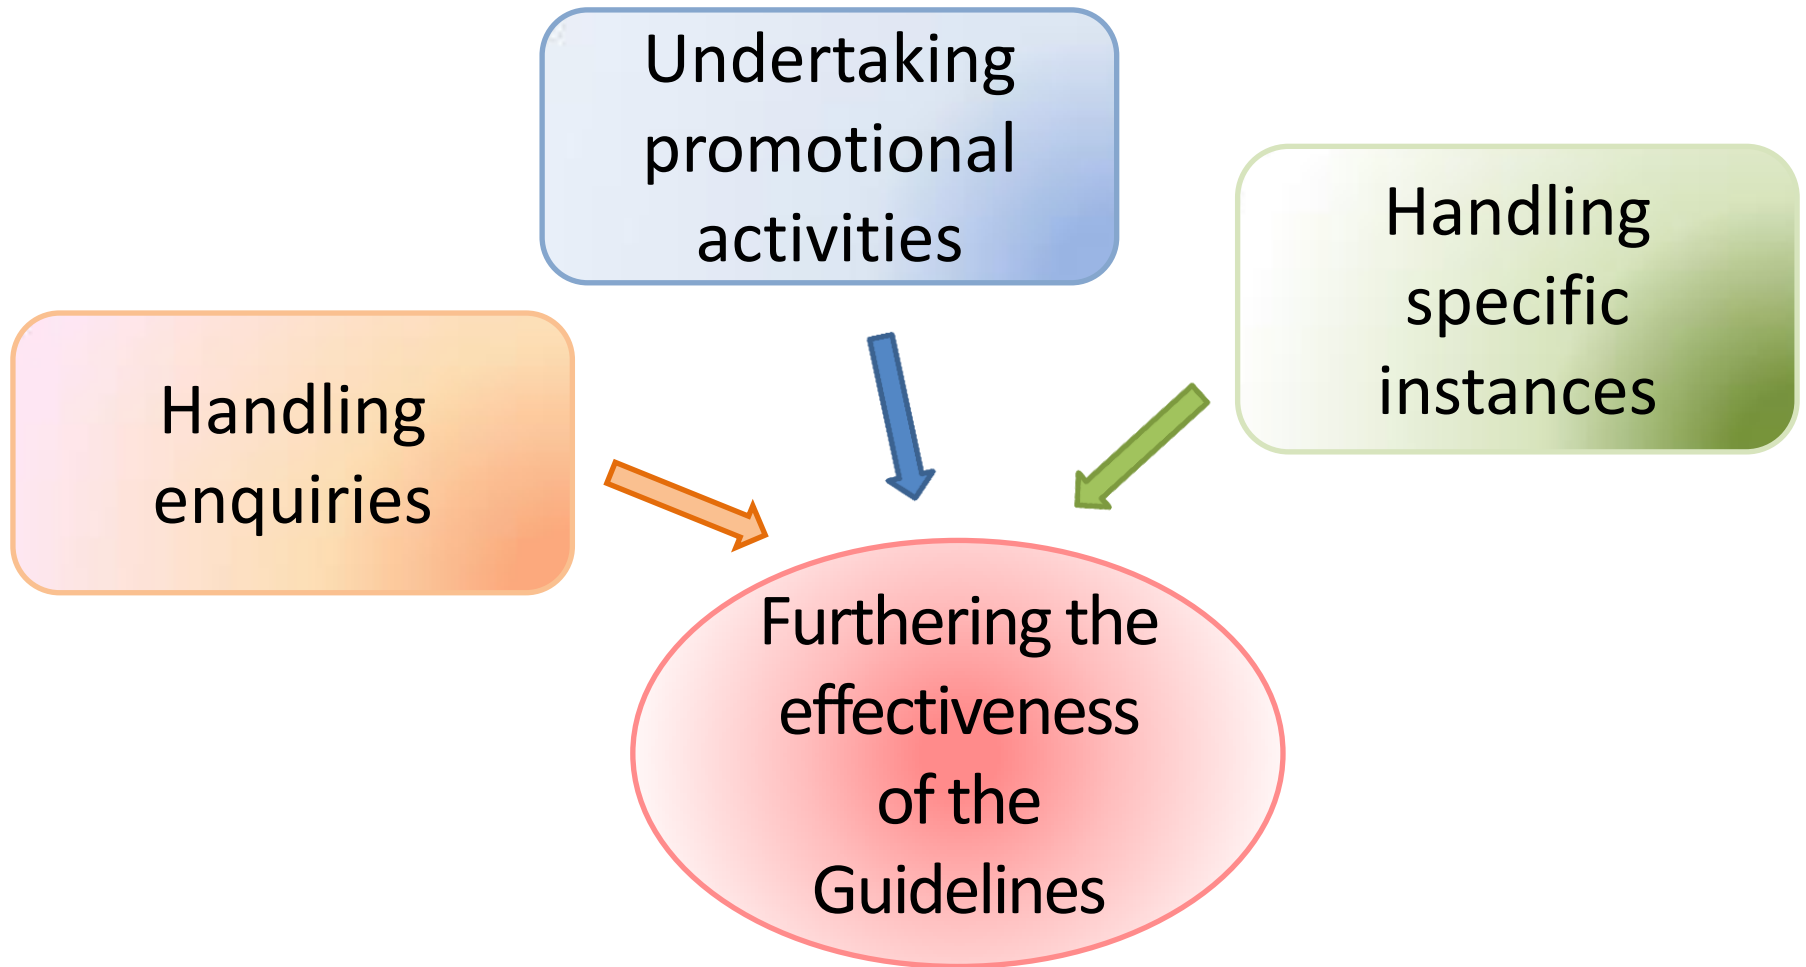 Undertaking
promotional
activities
Handling
specific
instances
Handling
enquiries
Furthering the
effectiveness
of the
Guidelines